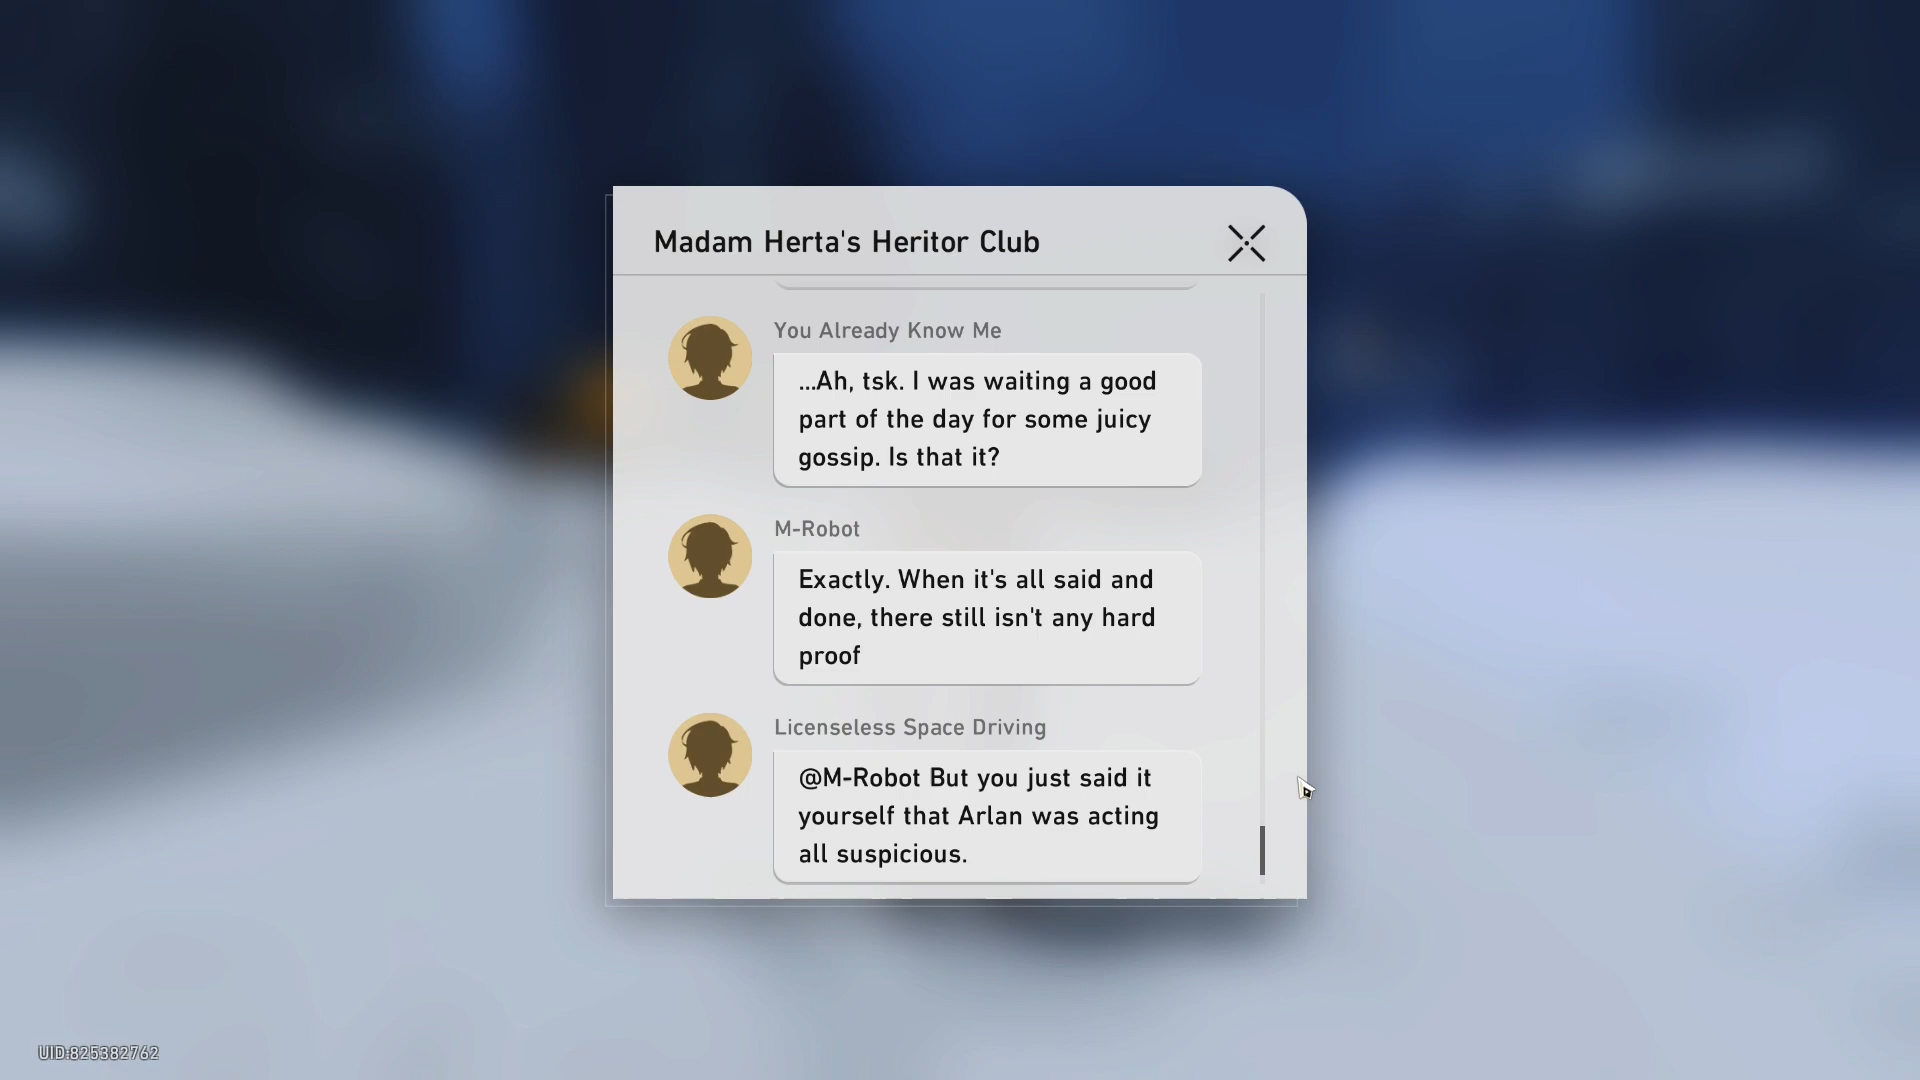 Madam Herta's Heritor Club
You Already Know Me
...Ah, tsk. I was waiting a good
part of the day for some juicy
gossip. Is that it?
M-Robot
Exactly. When it's all said and
done, there still isn't any hard
proof
Licenseless Space Driving
@M-Robot But you just said it
yourself that Arlan was acting
all suspicious.
UID:825382762